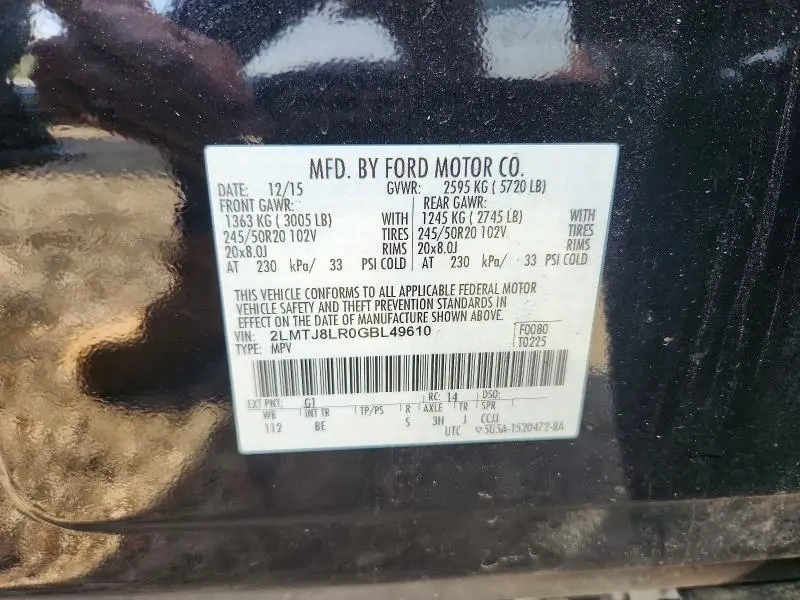 MFD. BY FORD MOTOR CO.
DATE: 12/15 GVWR: 2595 KG ( 5720 LB)
FRONT GAWR: REAR GAWR:
1363 KG ( 3005 LB) WITH 1245 KG ( 2745 LB) WITH
245/50R20 102V TIRES 245/50R20 102V TIRES
20x8.0J RIMS 20x8.0J RIMS
AT 230 kPa/ 33 PSI COLD AT 230 kPa/ 33 PSI COLD
THIS VEHICLE CONFORMS TO ALL APPLICABLE FEDERAL MOTOR
VEHICLE SAFETY AND THEFT PREVENTION STANDARDS IN
EFFECT ON THE DATE OF MANUFACTURE SHOWN ABOVE.
VIN: 2LMTJ8LR0GBL49610 F0080
TYPE: MPV T0225
EXT PNT: G1 RC: 14 DSO:
WB INT TR TP/PS R AXLE TR SPR
112 BE S 3H J CCIJ
UTC ▽5U5A-1520472-8A